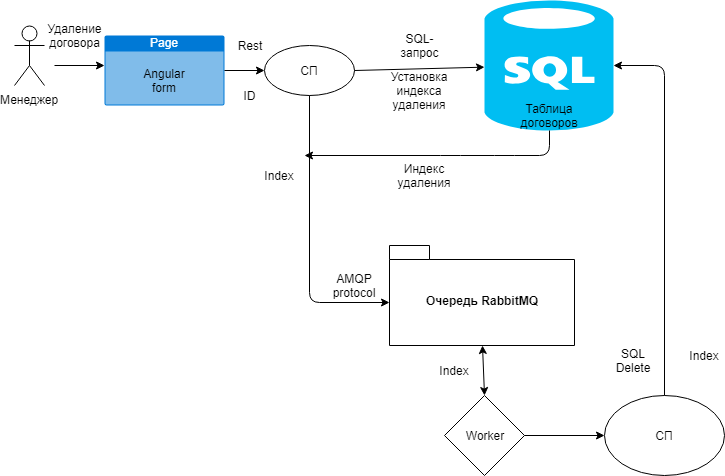 Удаление
договора
Менеджер
Page
Angular
form
Rest
ID
СП
SQL-
запрос
Установка
индекса
удаления
SQL
Таблица
договоров
Index
Индекс
удаления
AMQP
protocol
Очередь RabbitMQ
Index
Worker
SQL
Delete
Index
СП